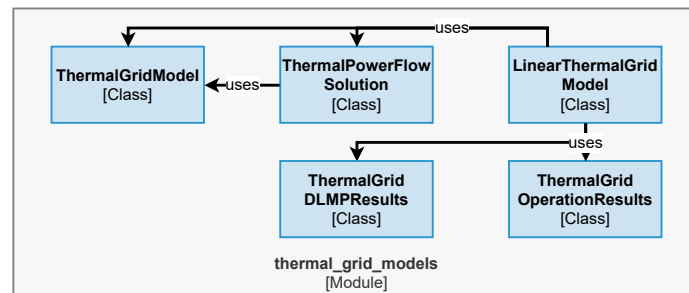 uses
ThermalGridModel
[Class]
uses
ThermalPowerFlow
Solution
[Class]
LinearThermalGrid
Model
[Class]
uses
ThermalGrid
DLMPResults
[Class]
ThermalGrid
OperationResults
[Class]
thermal_grid_models
[Module]